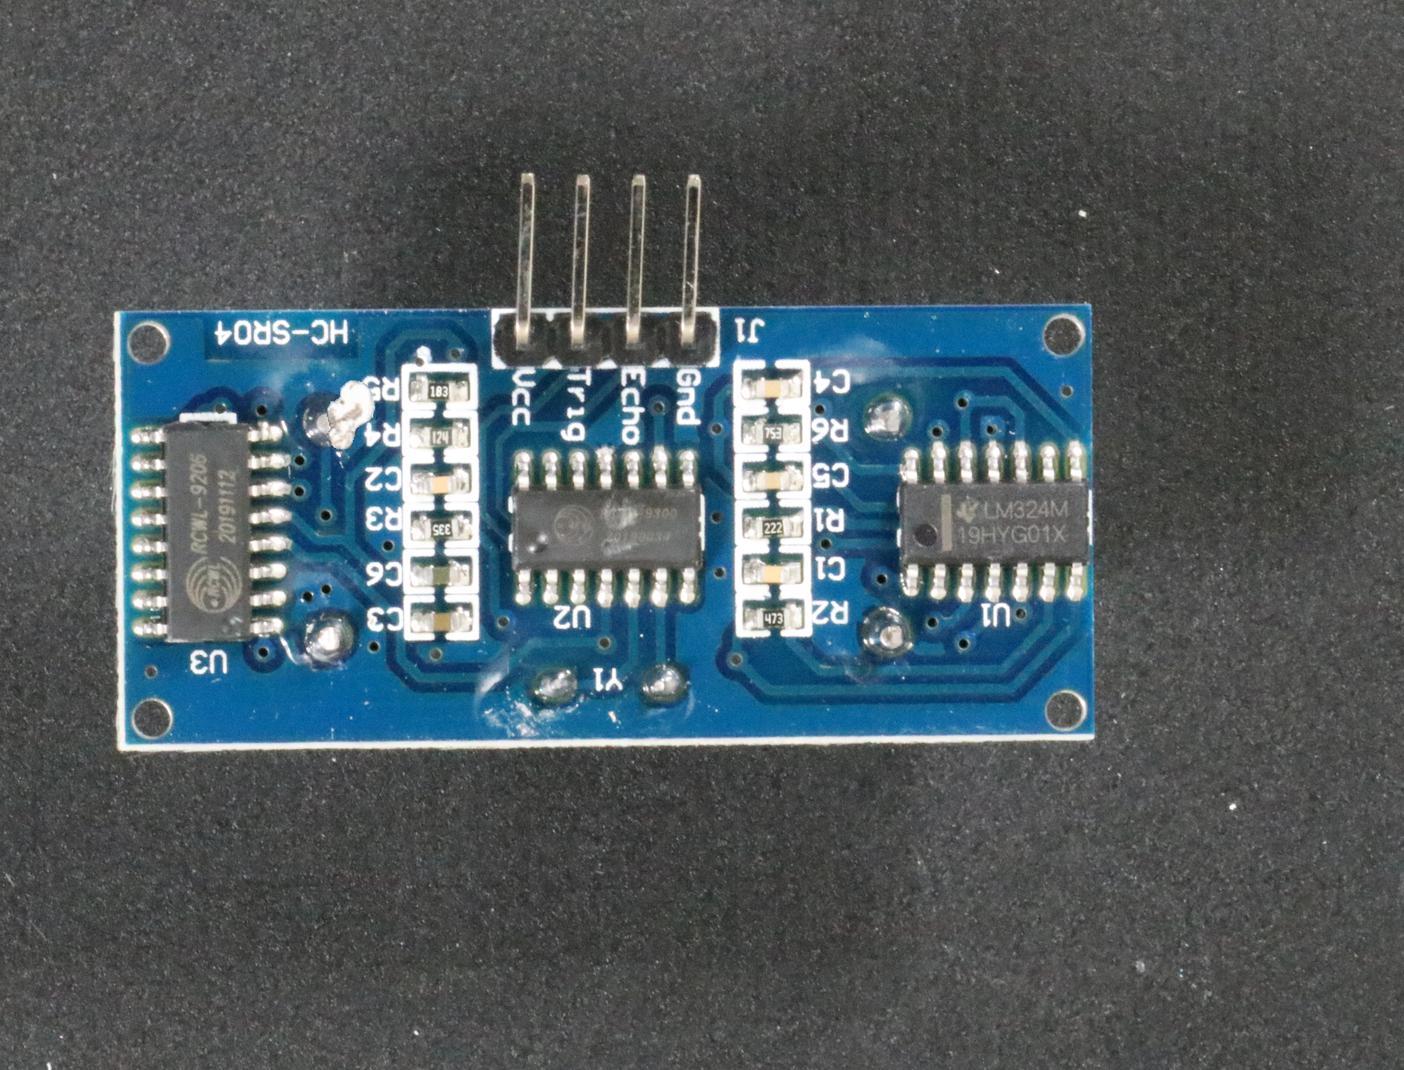 HC-SR04
J1
Vcc
Trig
Echo
Gnd
R5
183
R4
124
C2
R3
335
C6
C3
C4
R6
753
C5
R1
222
C1
R2
473
RCWL-9206
20191112
RCWL
U3
U2
Y1
LM324M
19HYG01X
U1